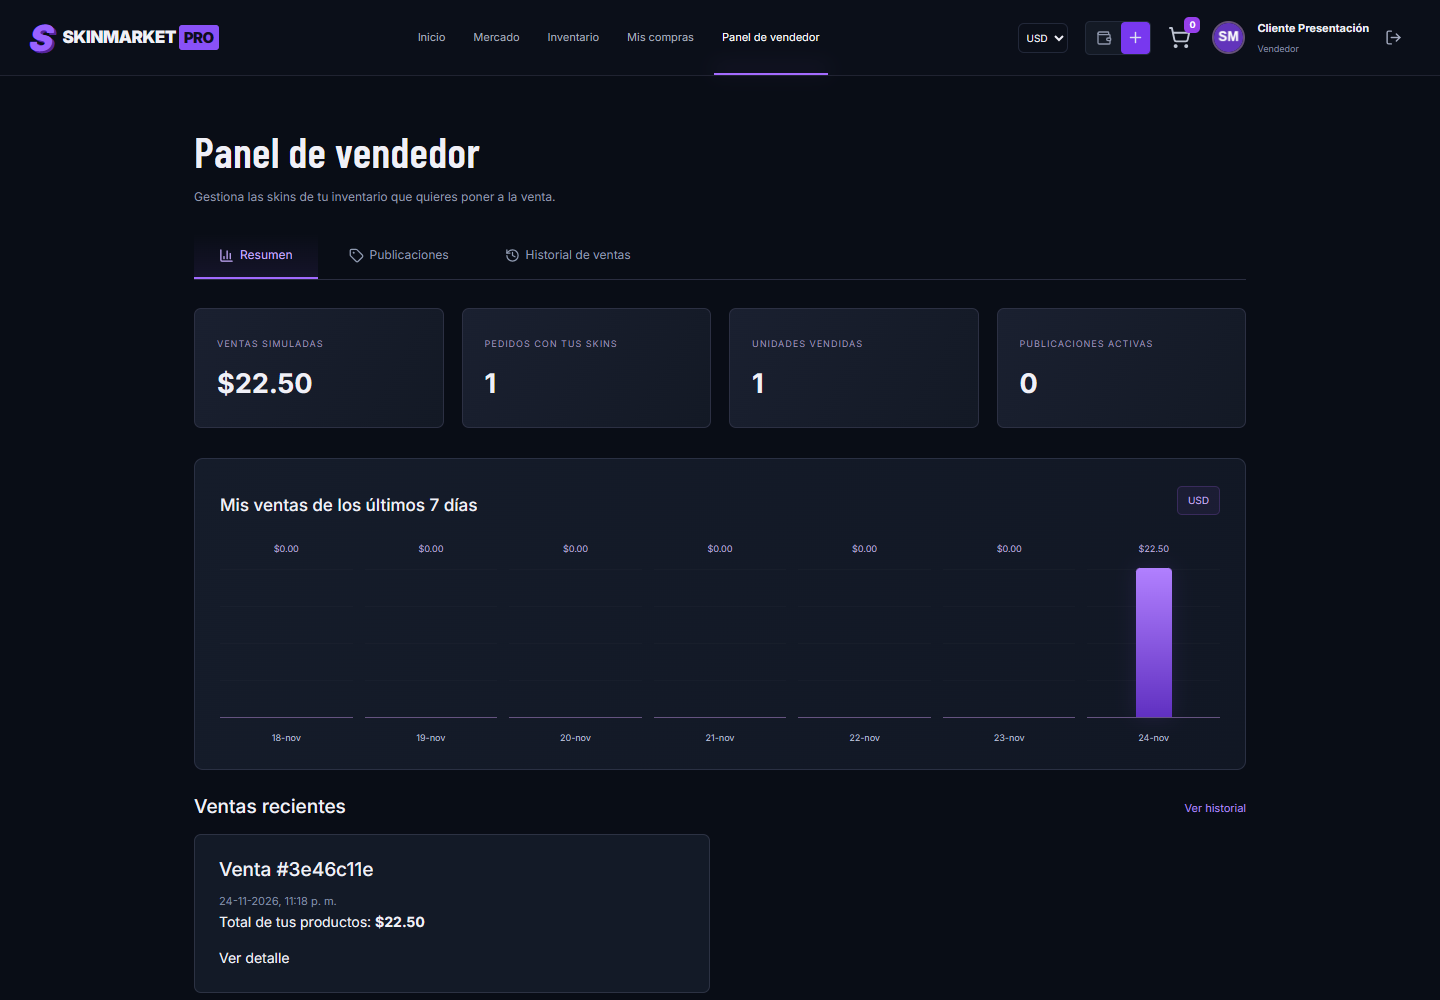 SKINMARKET PRO
Inicio
Mercado
Inventario
Mis compras
Panel de vendedor
USD
0
SM
Cliente Presentación
Vendedor
Panel de vendedor
Gestiona las skins de tu inventario que quieres poner a la venta.
Resumen
Publicaciones
Historial de ventas
VENTAS SIMULADAS
$22.50
PEDIDOS CON TUS SKINS
1
UNIDADES VENDIDAS
1
PUBLICACIONES ACTIVAS
0
Mis ventas de los últimos 7 días
USD
$0.00 $0.00 $0.00 $0.00 $0.00 $0.00 $22.50
18-nov 19-nov 20-nov 21-nov 22-nov 23-nov 24-nov
Ventas recientes
Ver historial
Venta #3e46c11e
24-11-2026, 11:18 p. m.
Total de tus productos: $22.50
Ver detalle